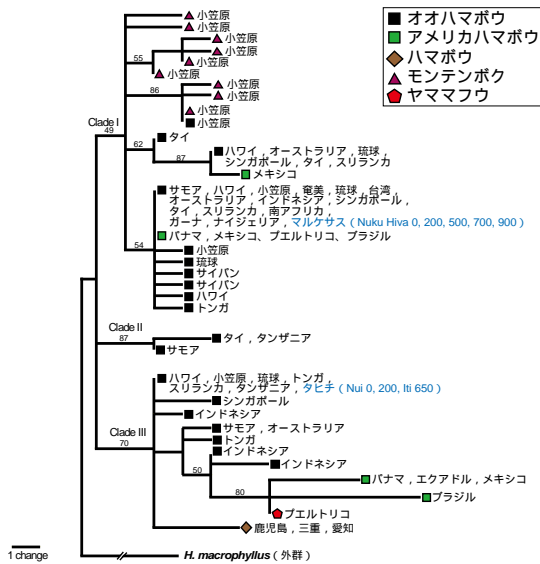 オオハマボウ
アメリカハマボウ
ハマボウ
モンテンボク
ヤママフウ
小笠原
小笠原
小笠原
55
小笠原
小笠原
小笠原
小笠原
86
小笠原
小笠原
小笠原
Clade I
49
タイ
62
ハワイ , オーストラリア , 琉球 ,
シンガポール , タイ , スリランカ
87
メキシコ
サモア , ハワイ , 小笠原 , 奄美 , 琉球 , 台湾
オーストラリア , インドネシア , シンガポール ,
タイ , スリランカ , 南アフリカ ,
ガーナ , ナイジェリア , マルケサス ( Nuku Hiva 0, 200, 500, 700, 900 )
パナマ 、メキシコ、プエルトリコ、ブラジル
54
小笠原
琉球
サイパン
サイパン
ハワイ
トンガ
Clade II
87
タイ , タンザニア
サモア
ハワイ , 小笠原 , 琉球 , トンガ ,
スリランカ , タンザニア , タヒチ ( Nui 0, 200, Iti 650 )
シンガポール
インドネシア
Clade III
70
サモア , オーストラリア
トンガ
インドネシア
50
インドネシア
パナマ , エクアドル , メキシコ
80
ブラジル
プエルトリコ
鹿児島 , 三重 , 愛知
1 change
H. macrophyllus ( 外群 )